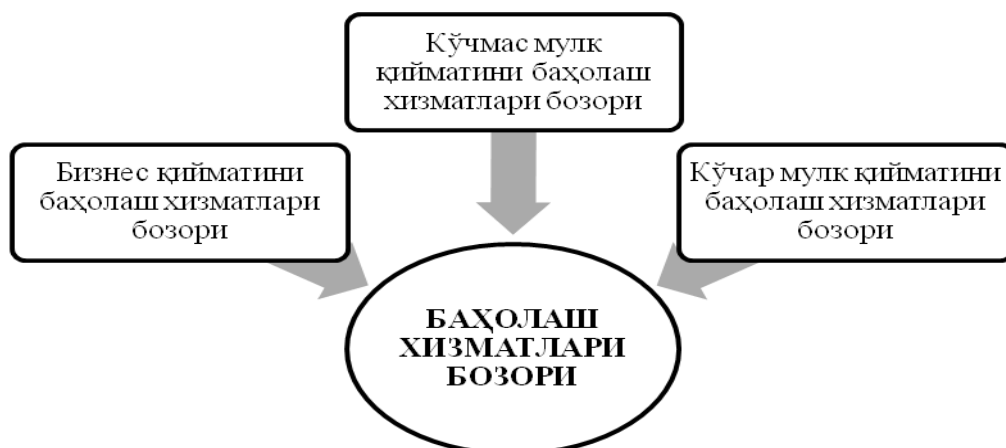 Кўчмас мулк
қийматини баҳолаш
хизматлари бозори
Бизнес қийматини
баҳолаш хизматлари
бозори
Кўчар мулк қийматини
баҳолаш хизматлари
бозори
БАҲОЛАШ
ХИЗМАТЛАРИ
БОЗОРИ